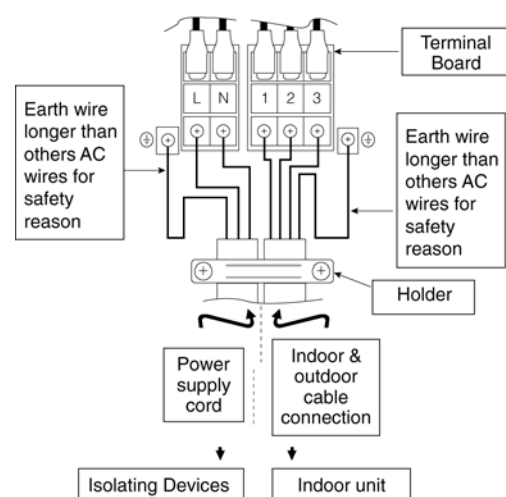 Terminal
Board
L N 1 2 3
Earth wire
longer than
others AC
wires for
safety
reason
Earth wire
longer than
others AC
wires for
safety
reason
Holder
Power
supply
cord
Indoor &
outdoor
cable
connection
Isolating Devices
Indoor unit